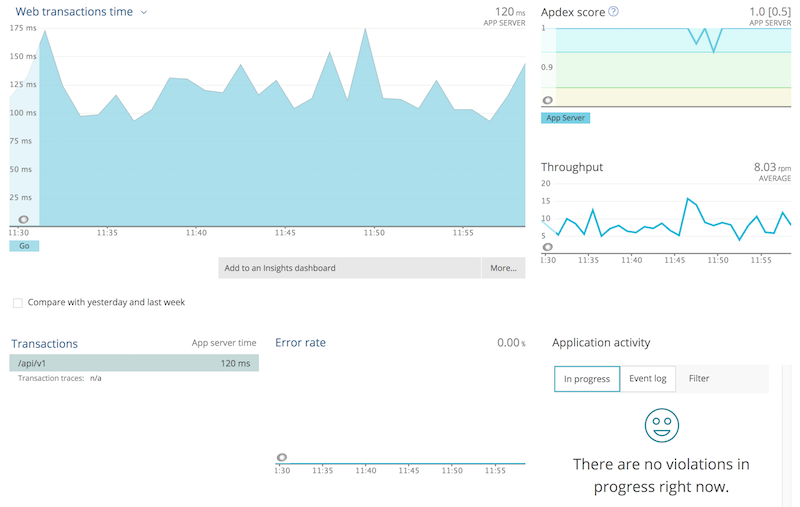 Web transactions time
120 ms
APP SERVER
175 ms
150 ms
125 ms
100 ms
75 ms
50 ms
25 ms
11:30 11:35 11:40 11:45 11:50 11:55
Go
Add to an Insights dashboard More...
Compare with yesterday and last week
Apdex score ?
1.0 [0.5]
APP SERVER
1
0.9
App Server
Throughput
8.03 rpm
AVERAGE
20
15
10
5
1:30 11:35 11:40 11:45 11:50 11:55
Transactions App server time
/api/v1 120 ms
Transaction traces: n/a
Error rate 0.00 %
1:30 11:35 11:40 11:45 11:50 11:55
Application activity
In progress Event log Filter
There are no violations in
progress right now.